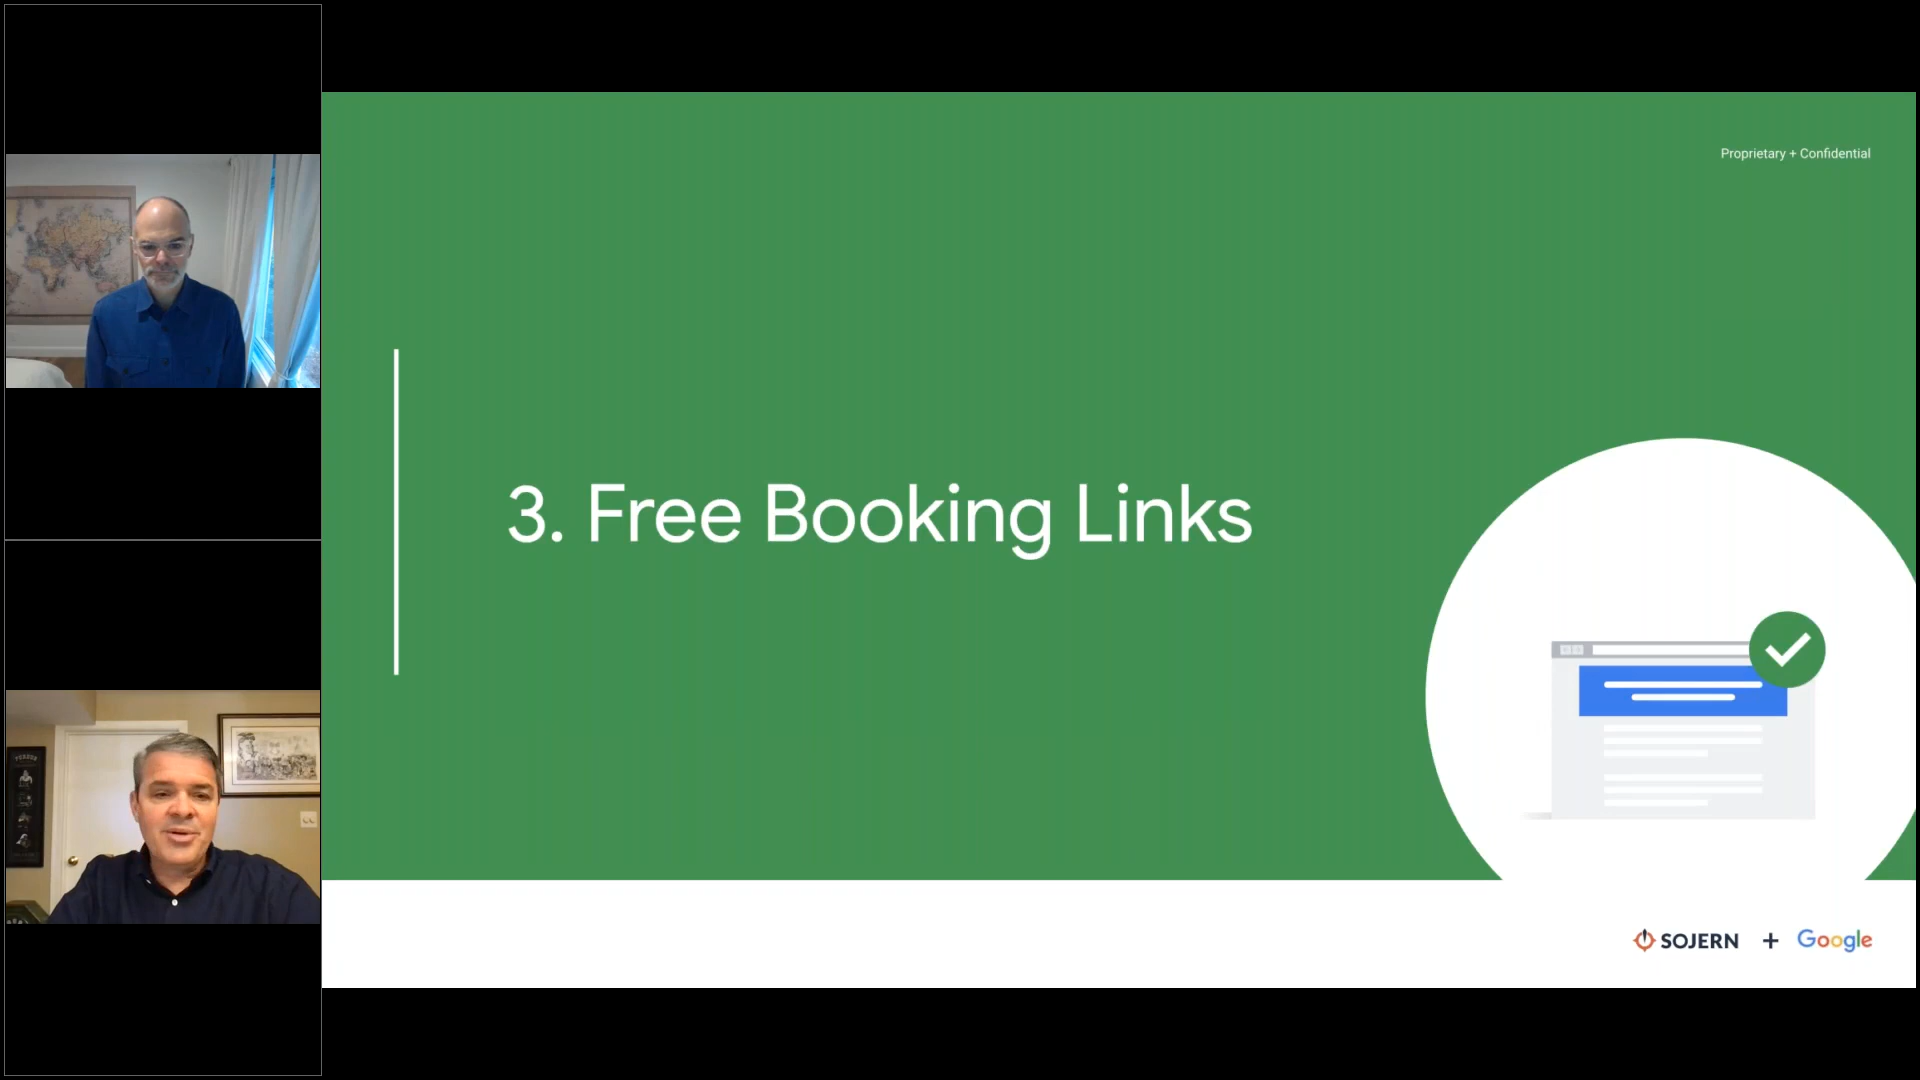 Proprietary + Confidential
3. Free Booking Links
SOJERN + Google